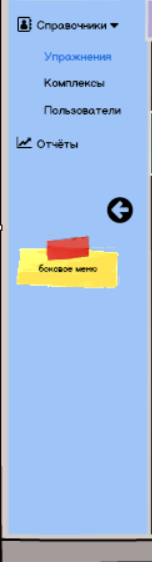 Справочники
Упражнения
Комплексы
Пользователи
Отчёты
боковое меню